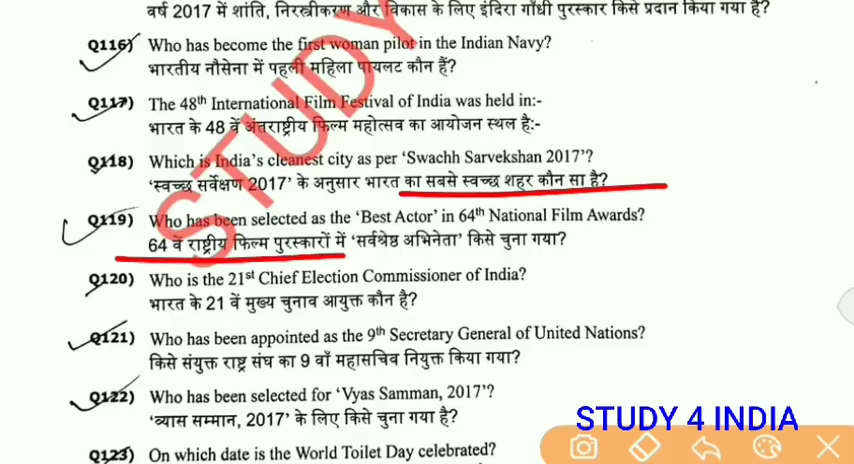 वर्ष 2017 में शांति, निरस्त्रीकरण और विकास के लिए इंदिरा गाँधी पुरस्कार किसे प्रदान किया गया है?
Q116) Who has become the first woman pilot in the Indian Navy?
भारतीय नौसेना में पहली महिला पायलट कौन हैं?
Q117) The 48th International Film Festival of India was held in:-
भारत के 48 वें अंतराष्ट्रीय फिल्म महोत्सव का आयोजन स्थल है:-
Q118) Which is India's cleanest city as per 'Swachh Sarvekshan 2017'?
'स्वच्छ सर्वेक्षण 2017' के अनुसार भारत का सबसे स्वच्छ शहर कौन सा है?
Q119) Who has been selected as the 'Best Actor' in 64th National Film Awards?
64 वें राष्ट्रीय फिल्म पुरस्कारों में 'सर्वश्रेष्ठ अभिनेता' किसे चुना गया?
Q120) Who is the 21st Chief Election Commissioner of India?
भारत के 21 वें मुख्य चुनाव आयुक्त कौन है?
Q121) Who has been appointed as the 9th Secretary General of United Nations?
किसे संयुक्त राष्ट्र संघ का 9 वाँ महासचिव नियुक्त किया गया?
Q122) Who has been selected for 'Vyas Samman, 2017'?
'व्यास सम्मान, 2017' के लिए किसे चुना गया है?
Q123) On which date is the World Toilet Day celebrated?
STUDY
STUDY 4 INDIA